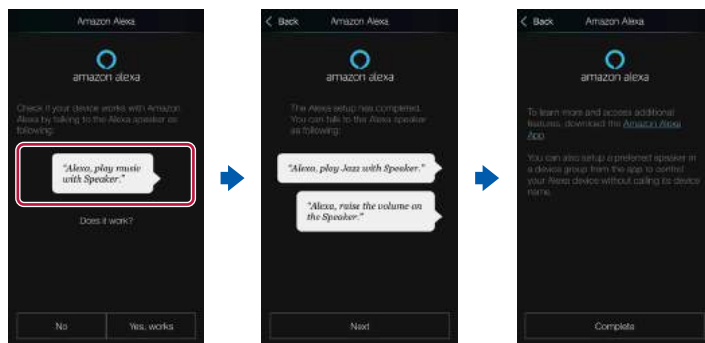 Amazon Alexa
amazon alexa
Check if your device works with Amazon
Alexa by talking to the Alexa speaker as
following:
"Alexa, play music
with Speaker."
Does it work?
No
Yes, works
Back
Amazon Alexa
amazon alexa
The Alexa setup has completed.
You can talk to the Alexa speaker
as following:
"Alexa, play Jazz with Speaker."
"Alexa, raise the volume on
the Speaker."
Next
Back
Amazon Alexa
amazon alexa
To learn more and access additional
features, download the Amazon Alexa
App.
You can also setup a preferred speaker in
a device group from the app to control
your Alexa device without calling its device
name.
Complete